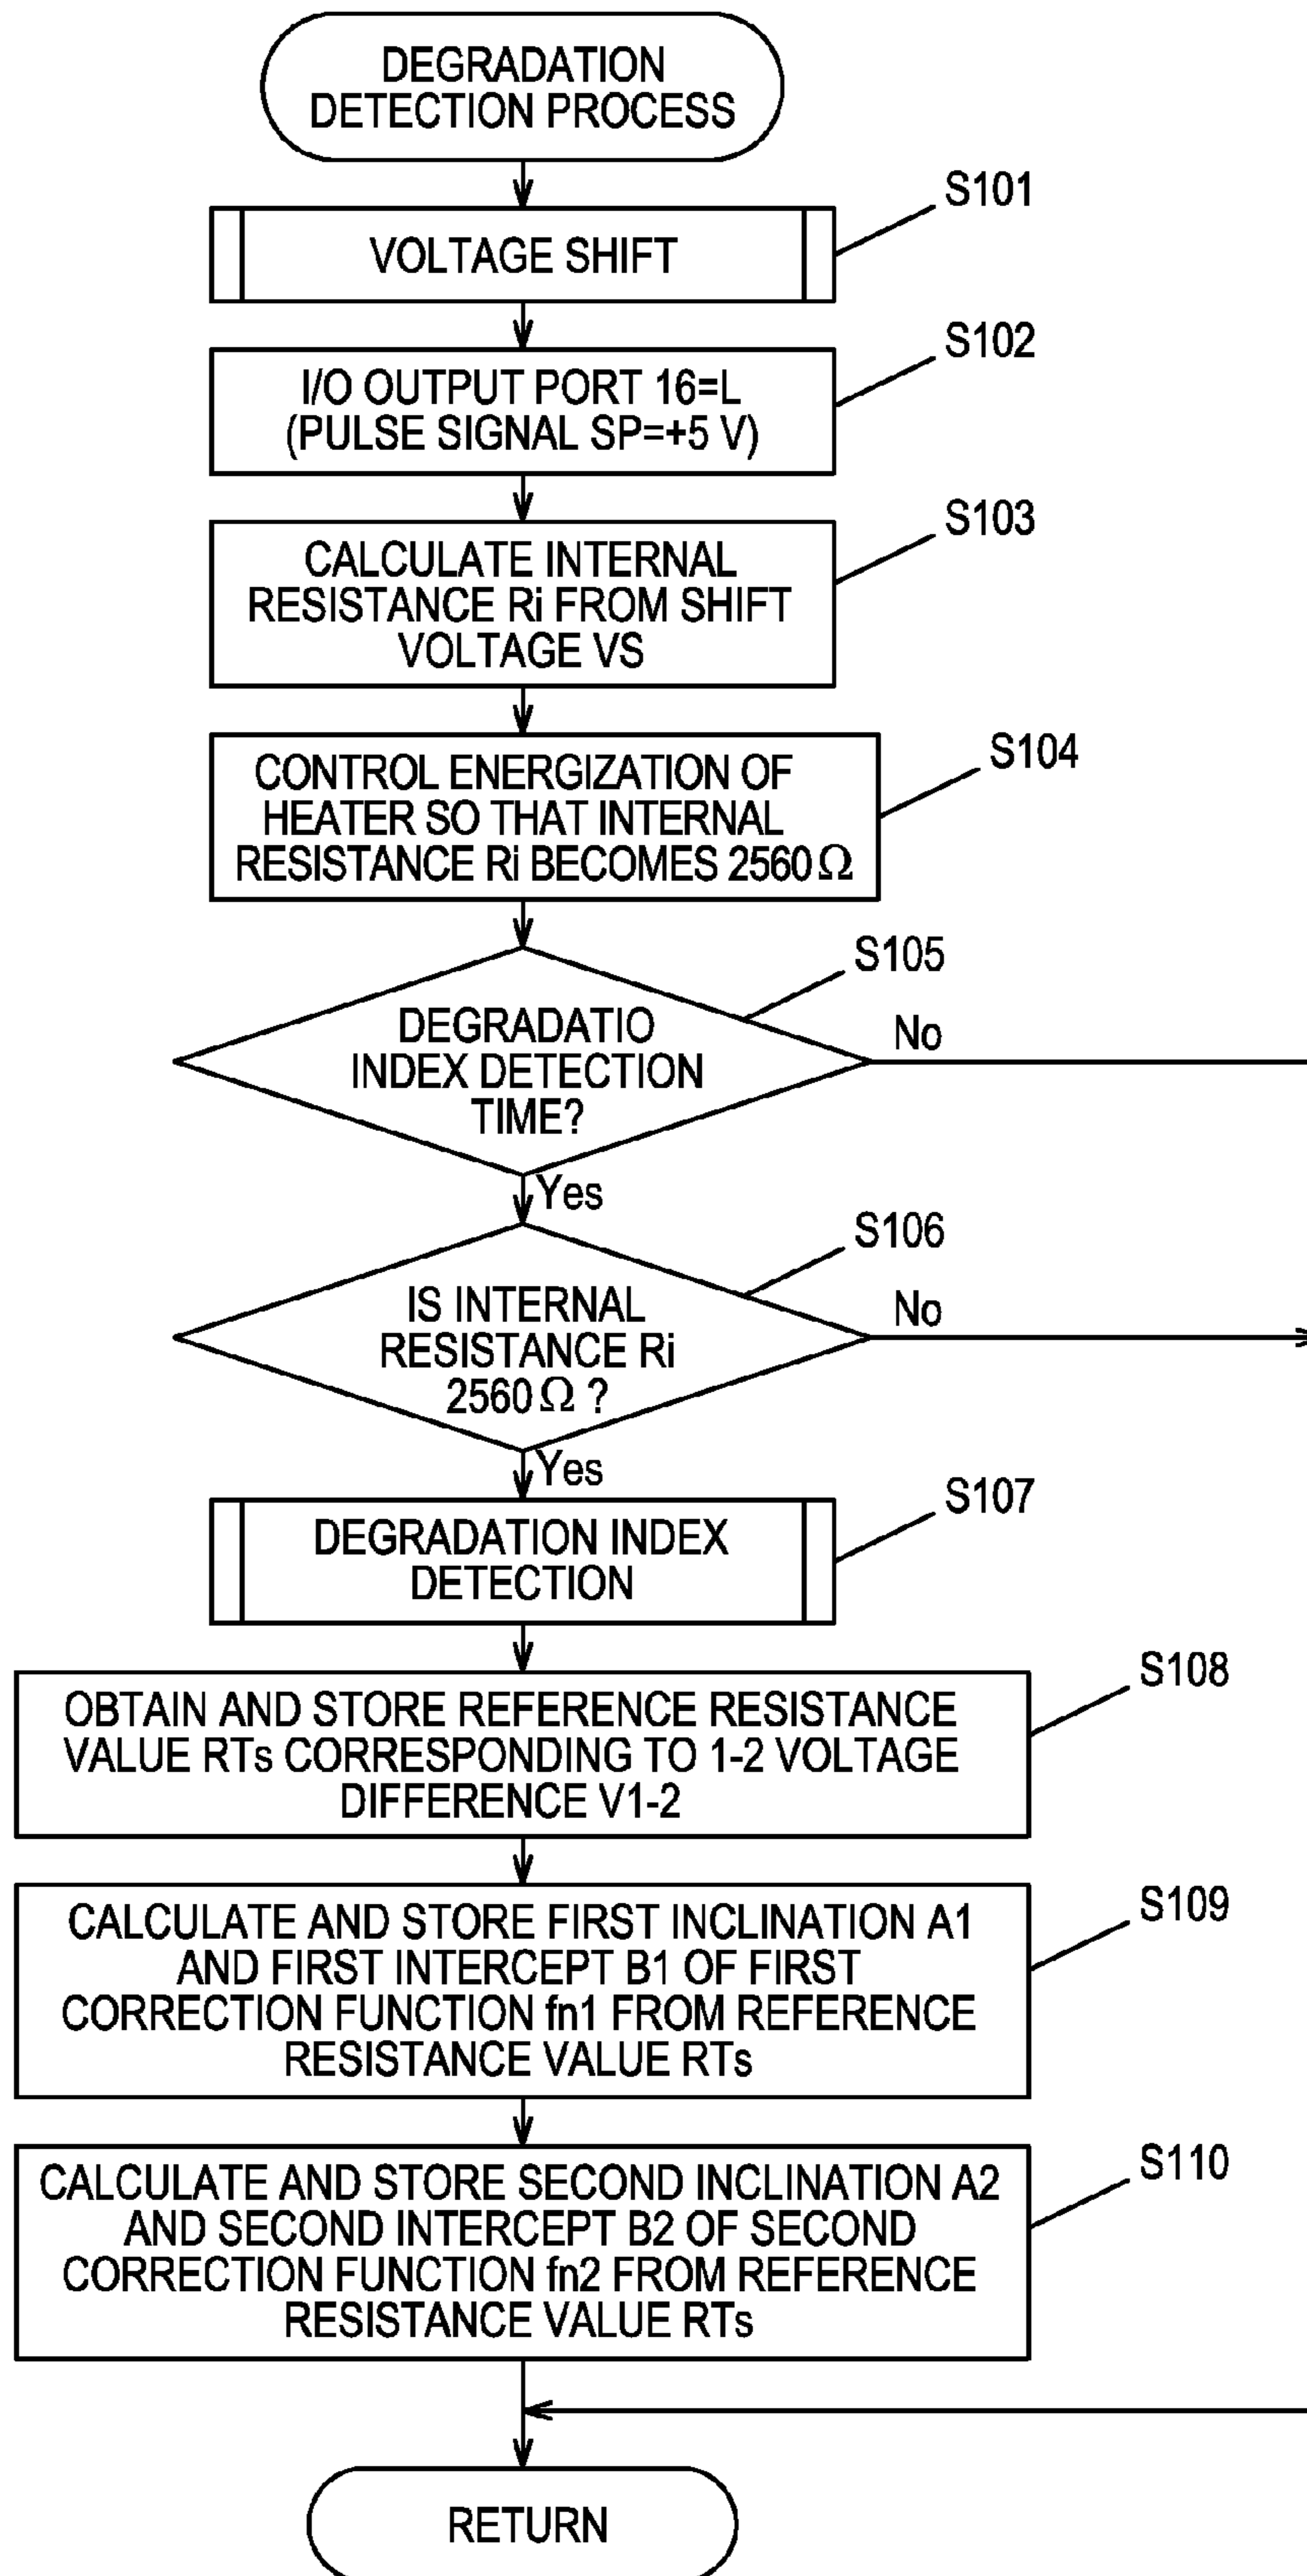 DEGRADATION
DETECTION PROCESS
S101
VOLTAGE SHIFT
S102
I/O OUTPUT PORT 16=L
(PULSE SIGNAL SP=+5 V)
S103
CALCULATE INTERNAL
RESISTANCE Ri FROM SHIFT
VOLTAGE VS
S104
CONTROL ENERGIZATION OF
HEATER SO THAT INTERNAL
RESISTANCE Ri BECOMES 2560Ω
S105
DEGRADATIO
INDEX DETECTION
TIME?
No
Yes
S106
IS INTERNAL
RESISTANCE Ri
2560Ω ?
No
Yes
S107
DEGRADATION INDEX
DETECTION
S108
OBTAIN AND STORE REFERENCE RESISTANCE
VALUE RTs CORRESPONDING TO 1-2 VOLTAGE
DIFFERENCE V1-2
S109
CALCULATE AND STORE FIRST INCLINATION A1
AND FIRST INTERCEPT B1 OF FIRST
CORRECTION FUNCTION fn1 FROM REFERENCE
RESISTANCE VALUE RTs
S110
CALCULATE AND STORE SECOND INCLINATION A2
AND SECOND INTERCEPT B2 OF SECOND
CORRECTION FUNCTION fn2 FROM REFERENCE
RESISTANCE VALUE RTs
RETURN